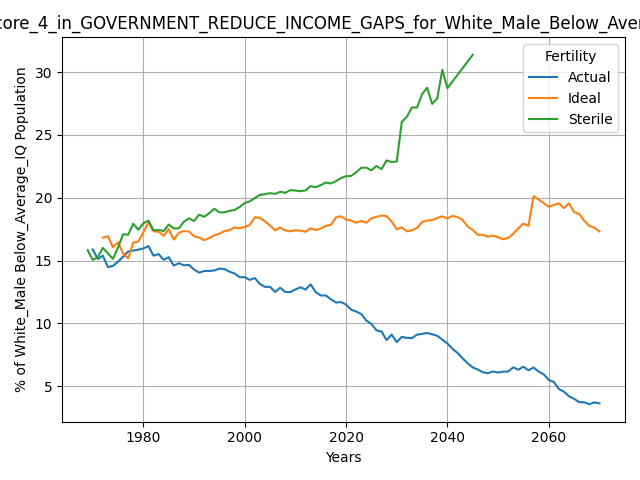 core_4_in_GOVERNMENT_REDUCE_INCOME_GAPS_for_White_Male_Below_Aver
Fertility
Actual
Ideal
Sterile
% of White_Male Below_Average_IQ Population
30
25
20
15
10
5
1980 2000 2020 2040 2060
Years